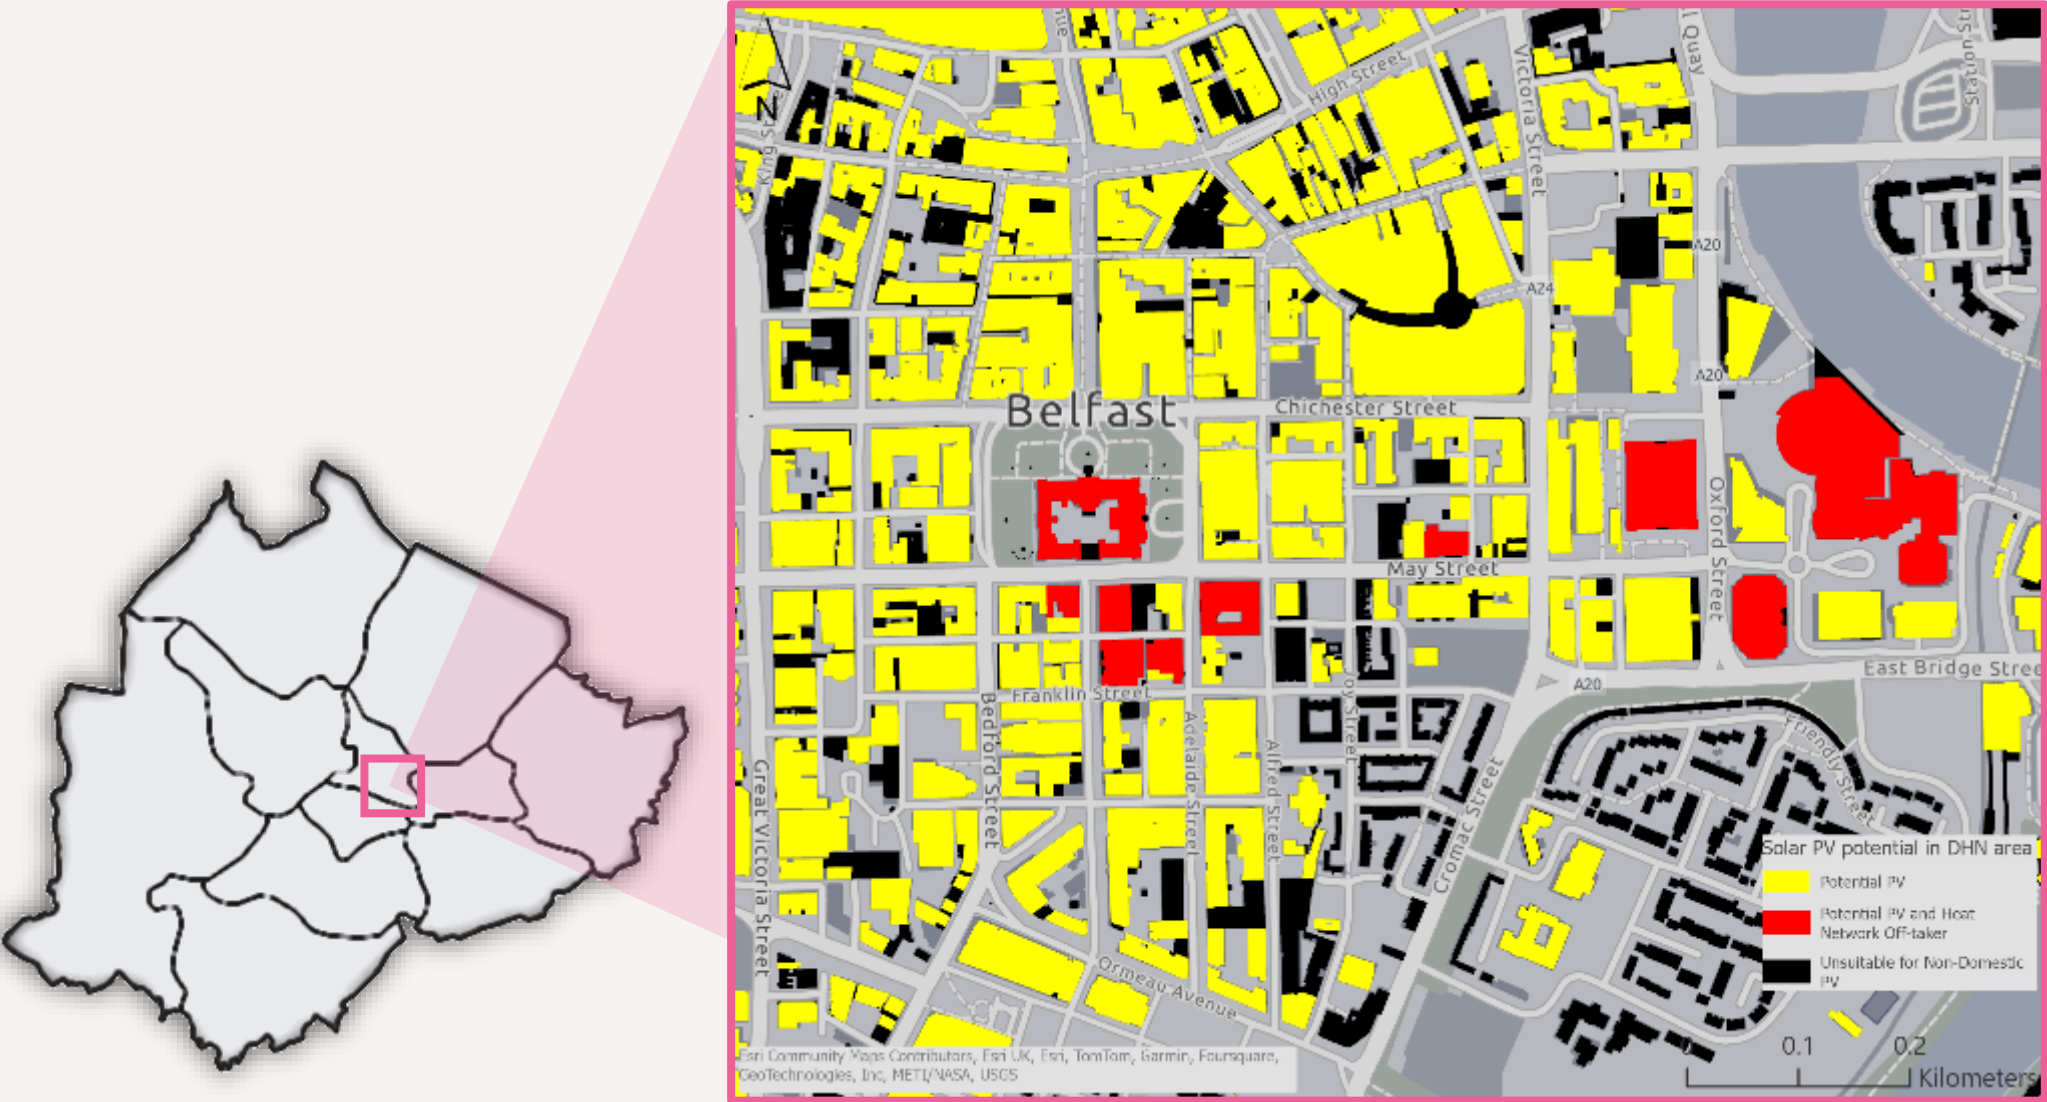 High Street
Victoria Street
Quay
King St
N
A20
A24
A20
Belfast
Chichester Street
Oxford Street
May Street
East Bridge Stree
A20
Franklin Street
Bedford Street
Adelaide Street
Alfred Street
Joy Street
Great Victoria Street
Cromac Street
Friendly Street
Ormeau Avenue
Solar PV potential in DHN area
Potential PV
Potential PV and Heat
Network Off-taker
Unsuitable for Non-Domestic
PV
0 0.1 0.2
Kilometers
Esri Community Maps Contributors, Esri UK, Esri, TomTom, Garmin, Foursquare,
GeoTechnologies, Inc, METI/NASA, USGS